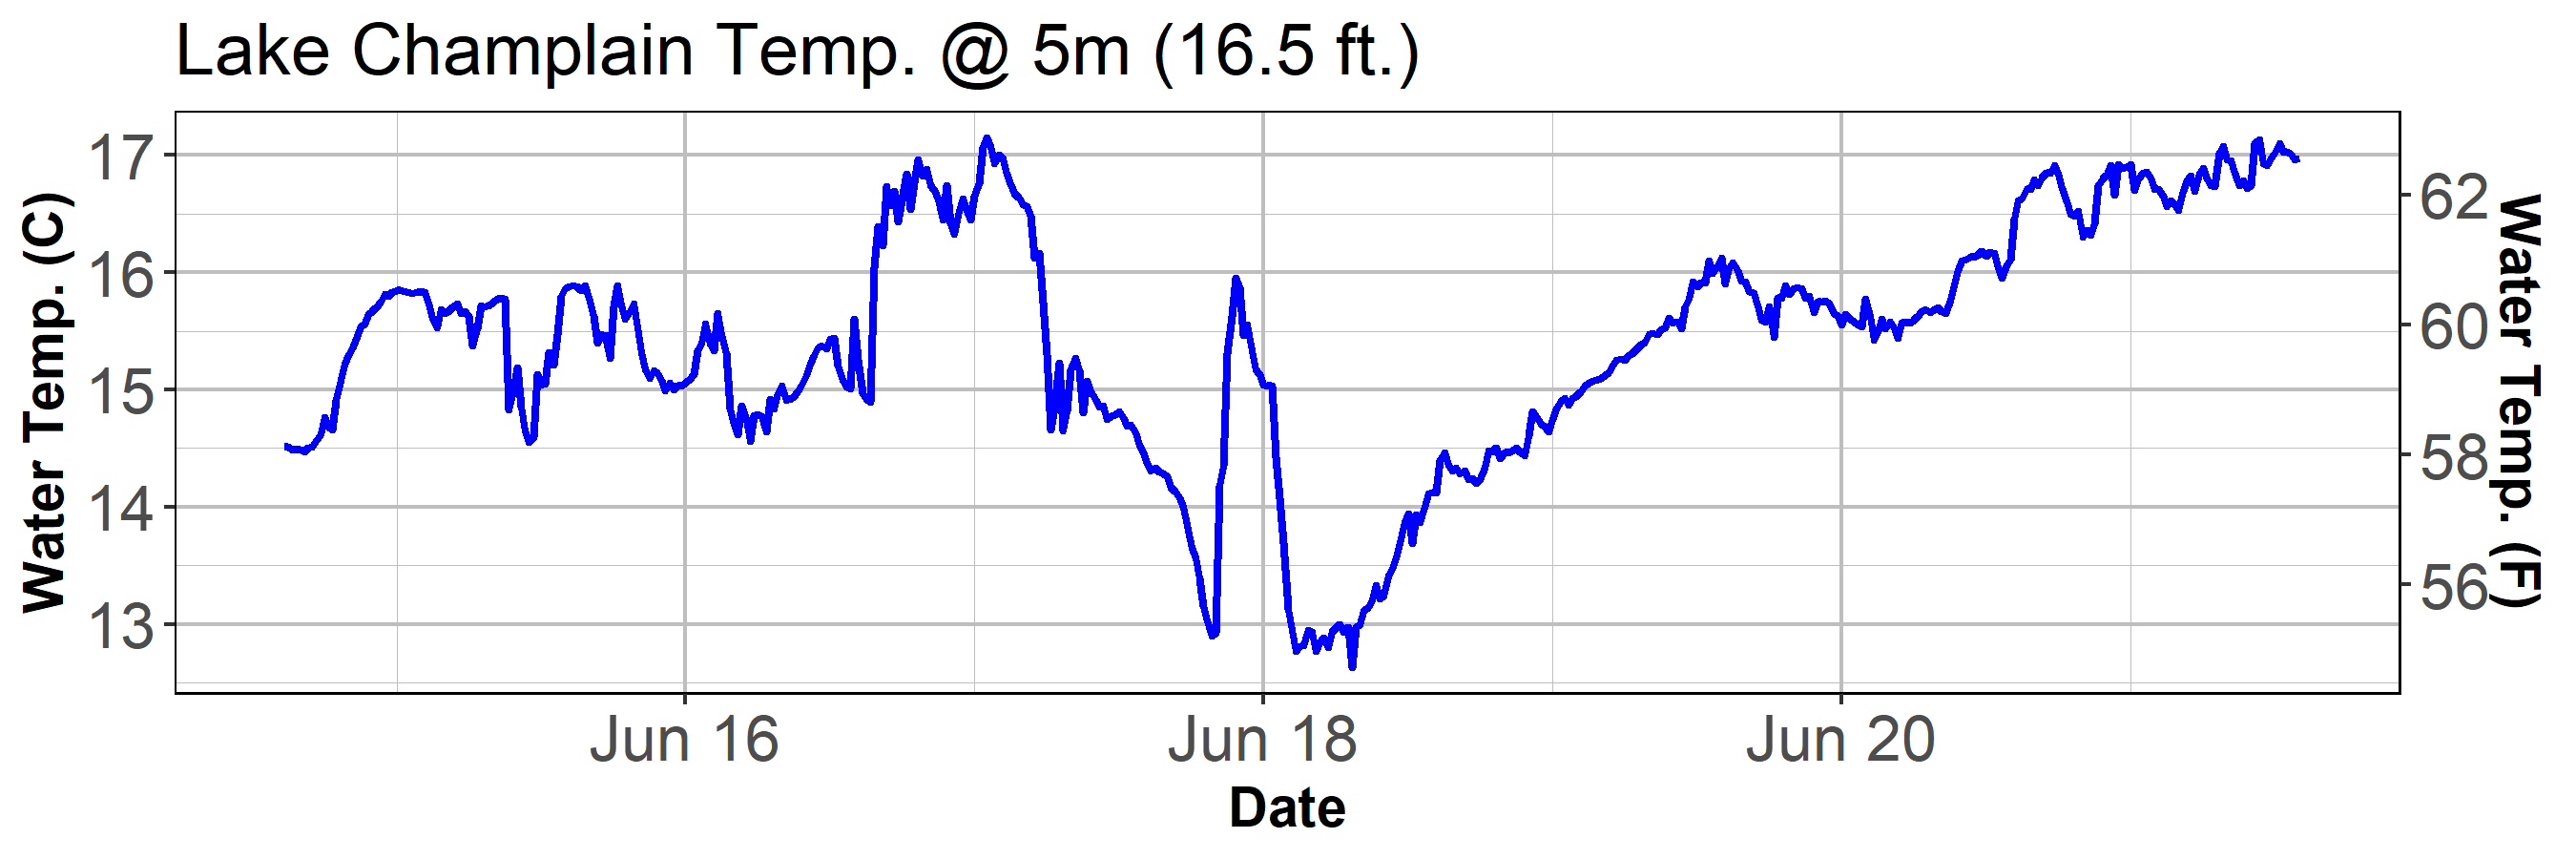 Lake Champlain Temp. @ 5m (16.5 ft.)
Water Temp. (C)
17
16
15
14
13
62
60
58
56
Water Temp. (F)
Jun 16 Jun 18 Jun 20
Date